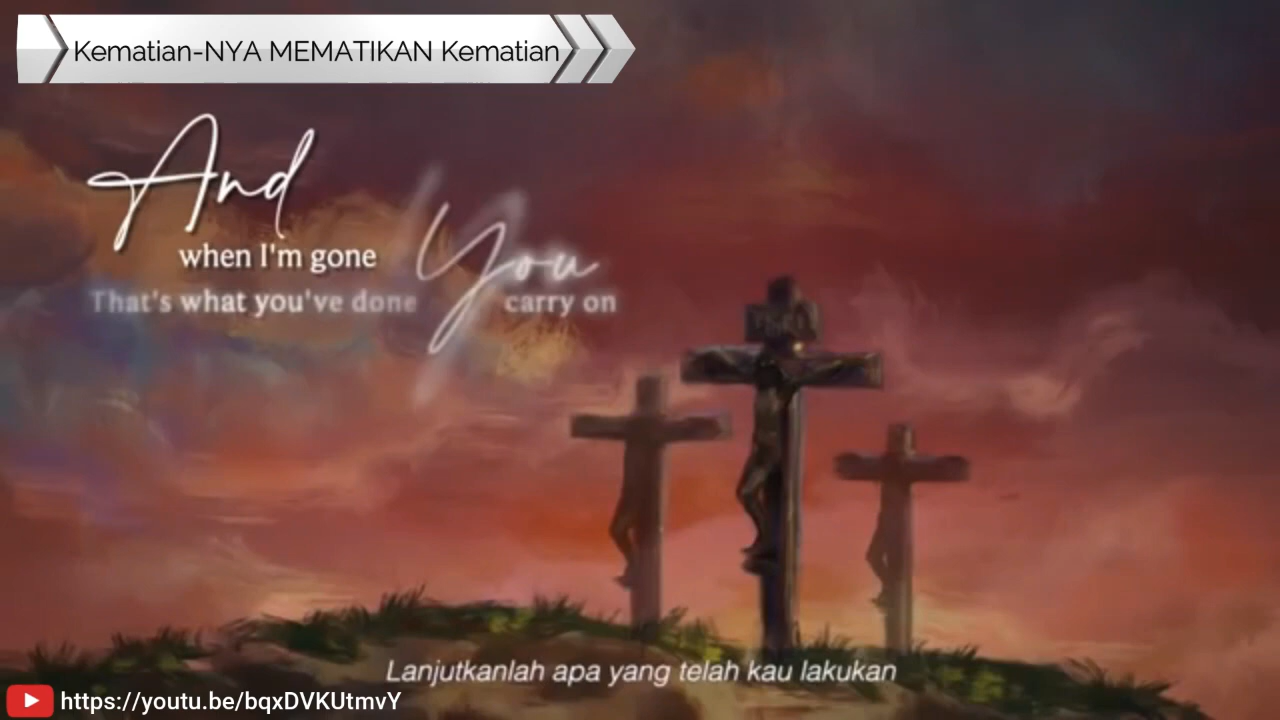 Kematian-NYA MEMATIKAN Kematian
And
when I'm gone You
That's what you've done carry on
Lanjutkanlah apa yang telah kau lakukan
https://youtu.be/bqxDVKUtmvY